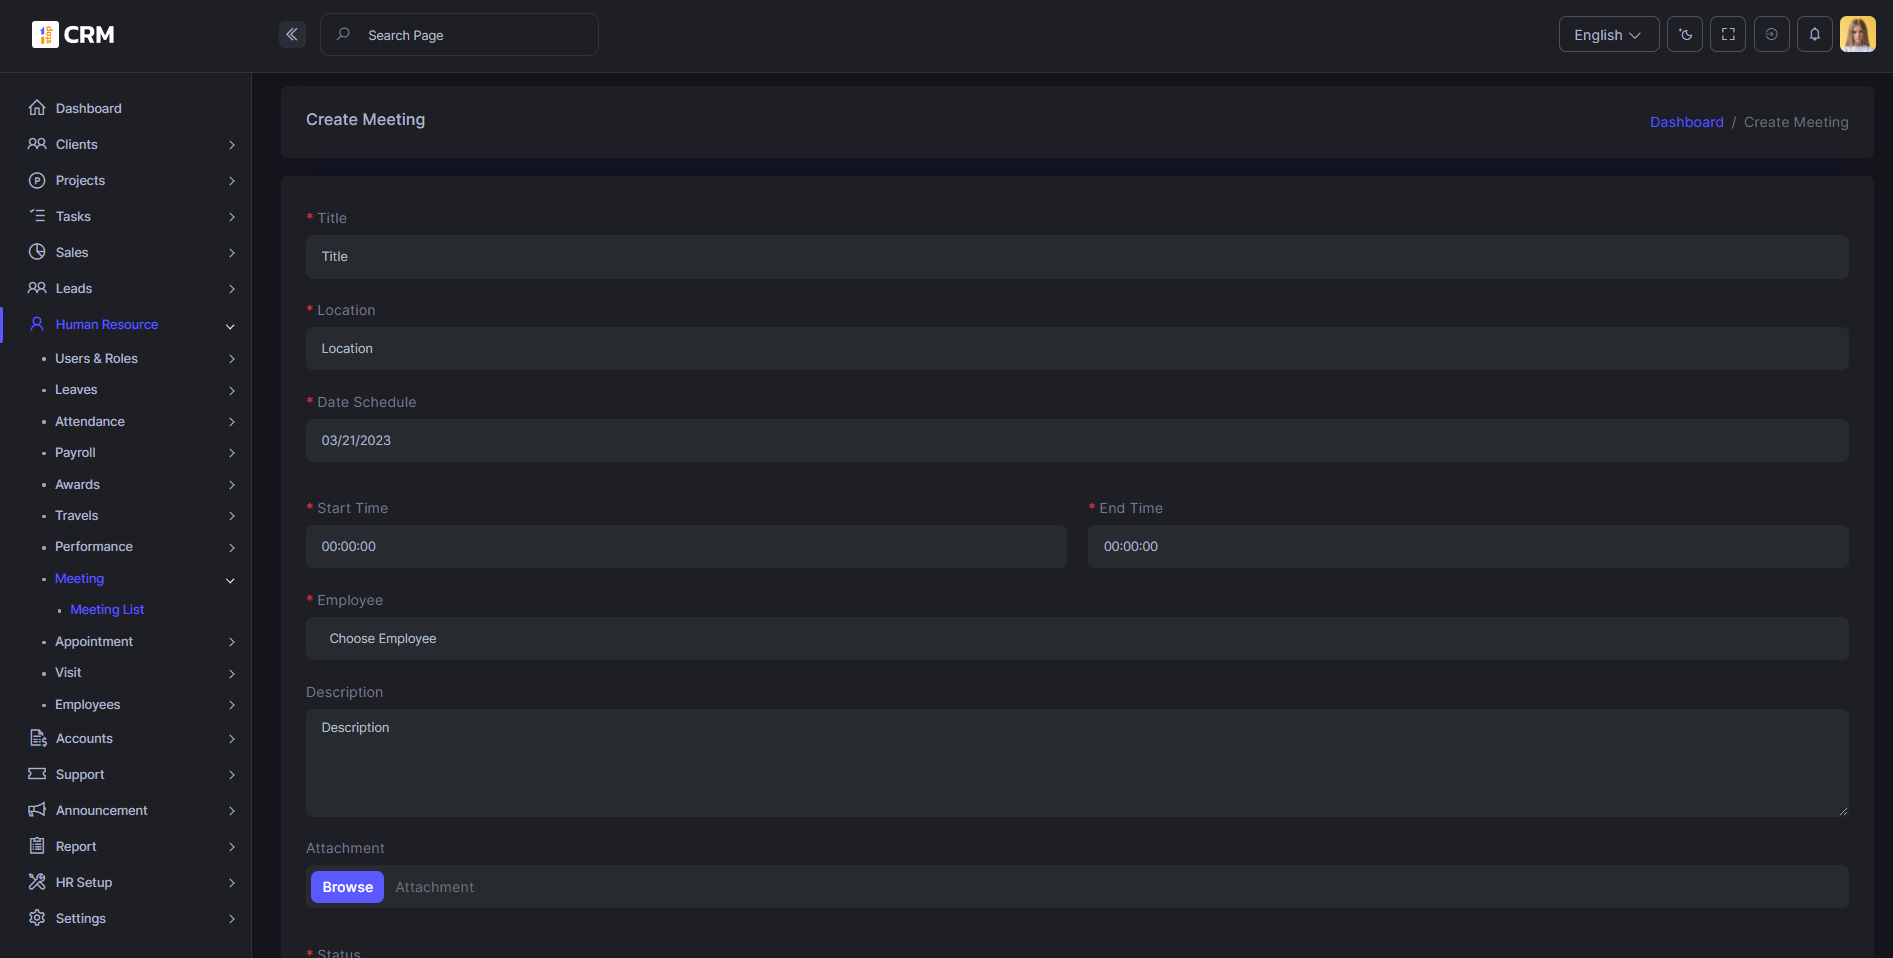 1 stop CRM
Search Page
English
Dashboard
Clients
Projects
Tasks
Sales
Leads
Human Resource
Users & Roles
Leaves
Attendance
Payroll
Awards
Travels
Performance
Meeting
Meeting List
Appointment
Visit
Employees
Accounts
Support
Announcement
Report
HR Setup
Settings
Create Meeting
Dashboard / Create Meeting
* Title
Title
* Location
Location
* Date Schedule
03/21/2023
* Start Time
00:00:00
* End Time
00:00:00
* Employee
Choose Employee
Description
Description
Attachment
Browse Attachment
* Status